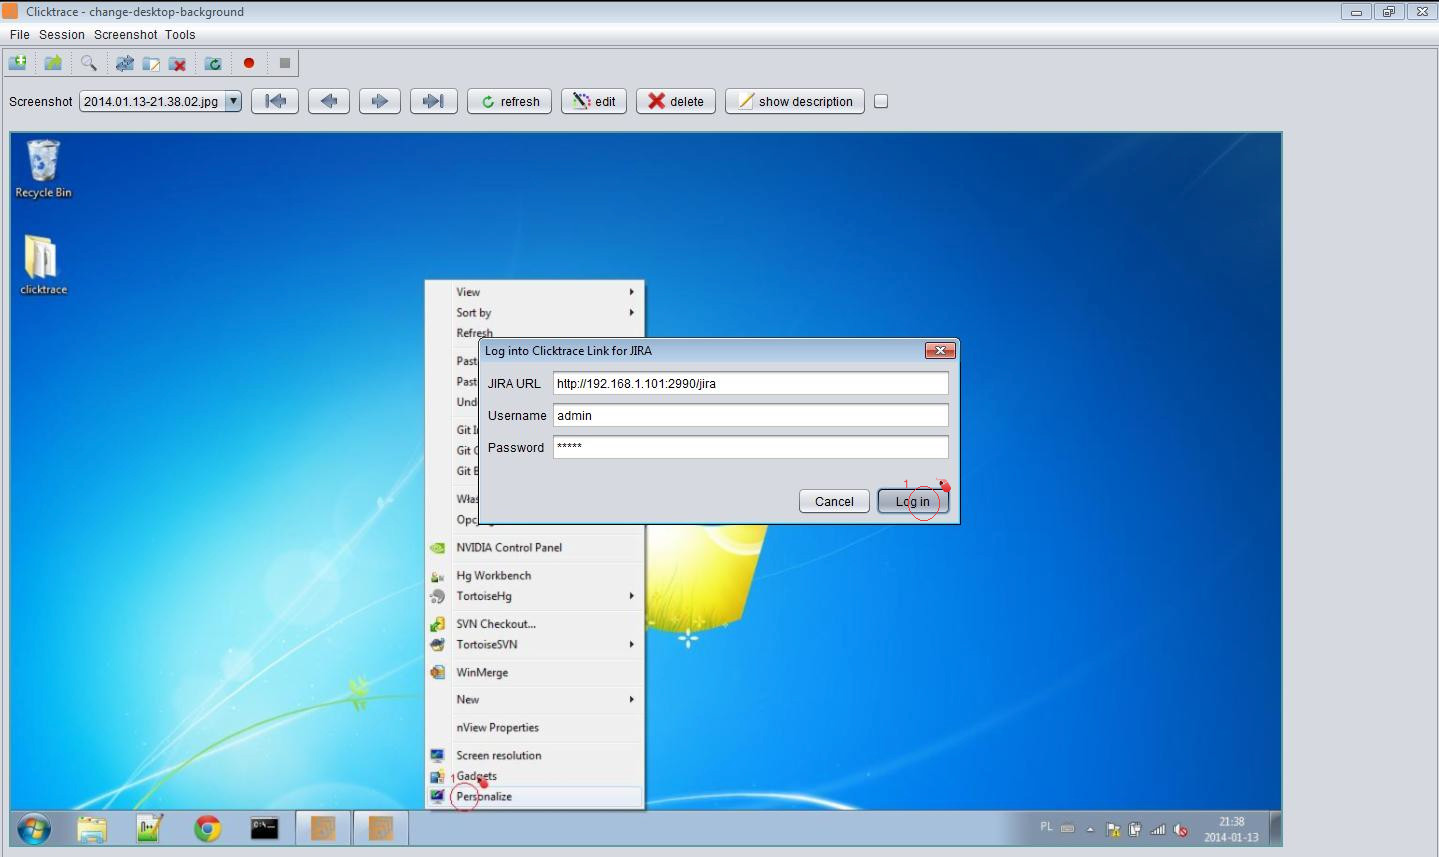 Clicktrace - change-desktop-background
File Session Screenshot Tools
Screenshot 2014.01.13-21.38.02.jpg refresh edit delete show description
Recycle Bin
clicktrace
View
Sort by
Refresh
Past
Past
Und
Git
Git
Git
Włas
Opc
Log into Clicktrace Link for JIRA
JIRA URL http://192.168.1.101:2990/jira
Username admin
Password *****
1
Cancel Log in
NVIDIA Control Panel
Hg Workbench
TortoiseHg
SVN Checkout...
TortoiseSVN
WinMerge
New
nView Properties
Screen resolution
Gadgets
1
Personalize
PL
21:38
2014-01-13